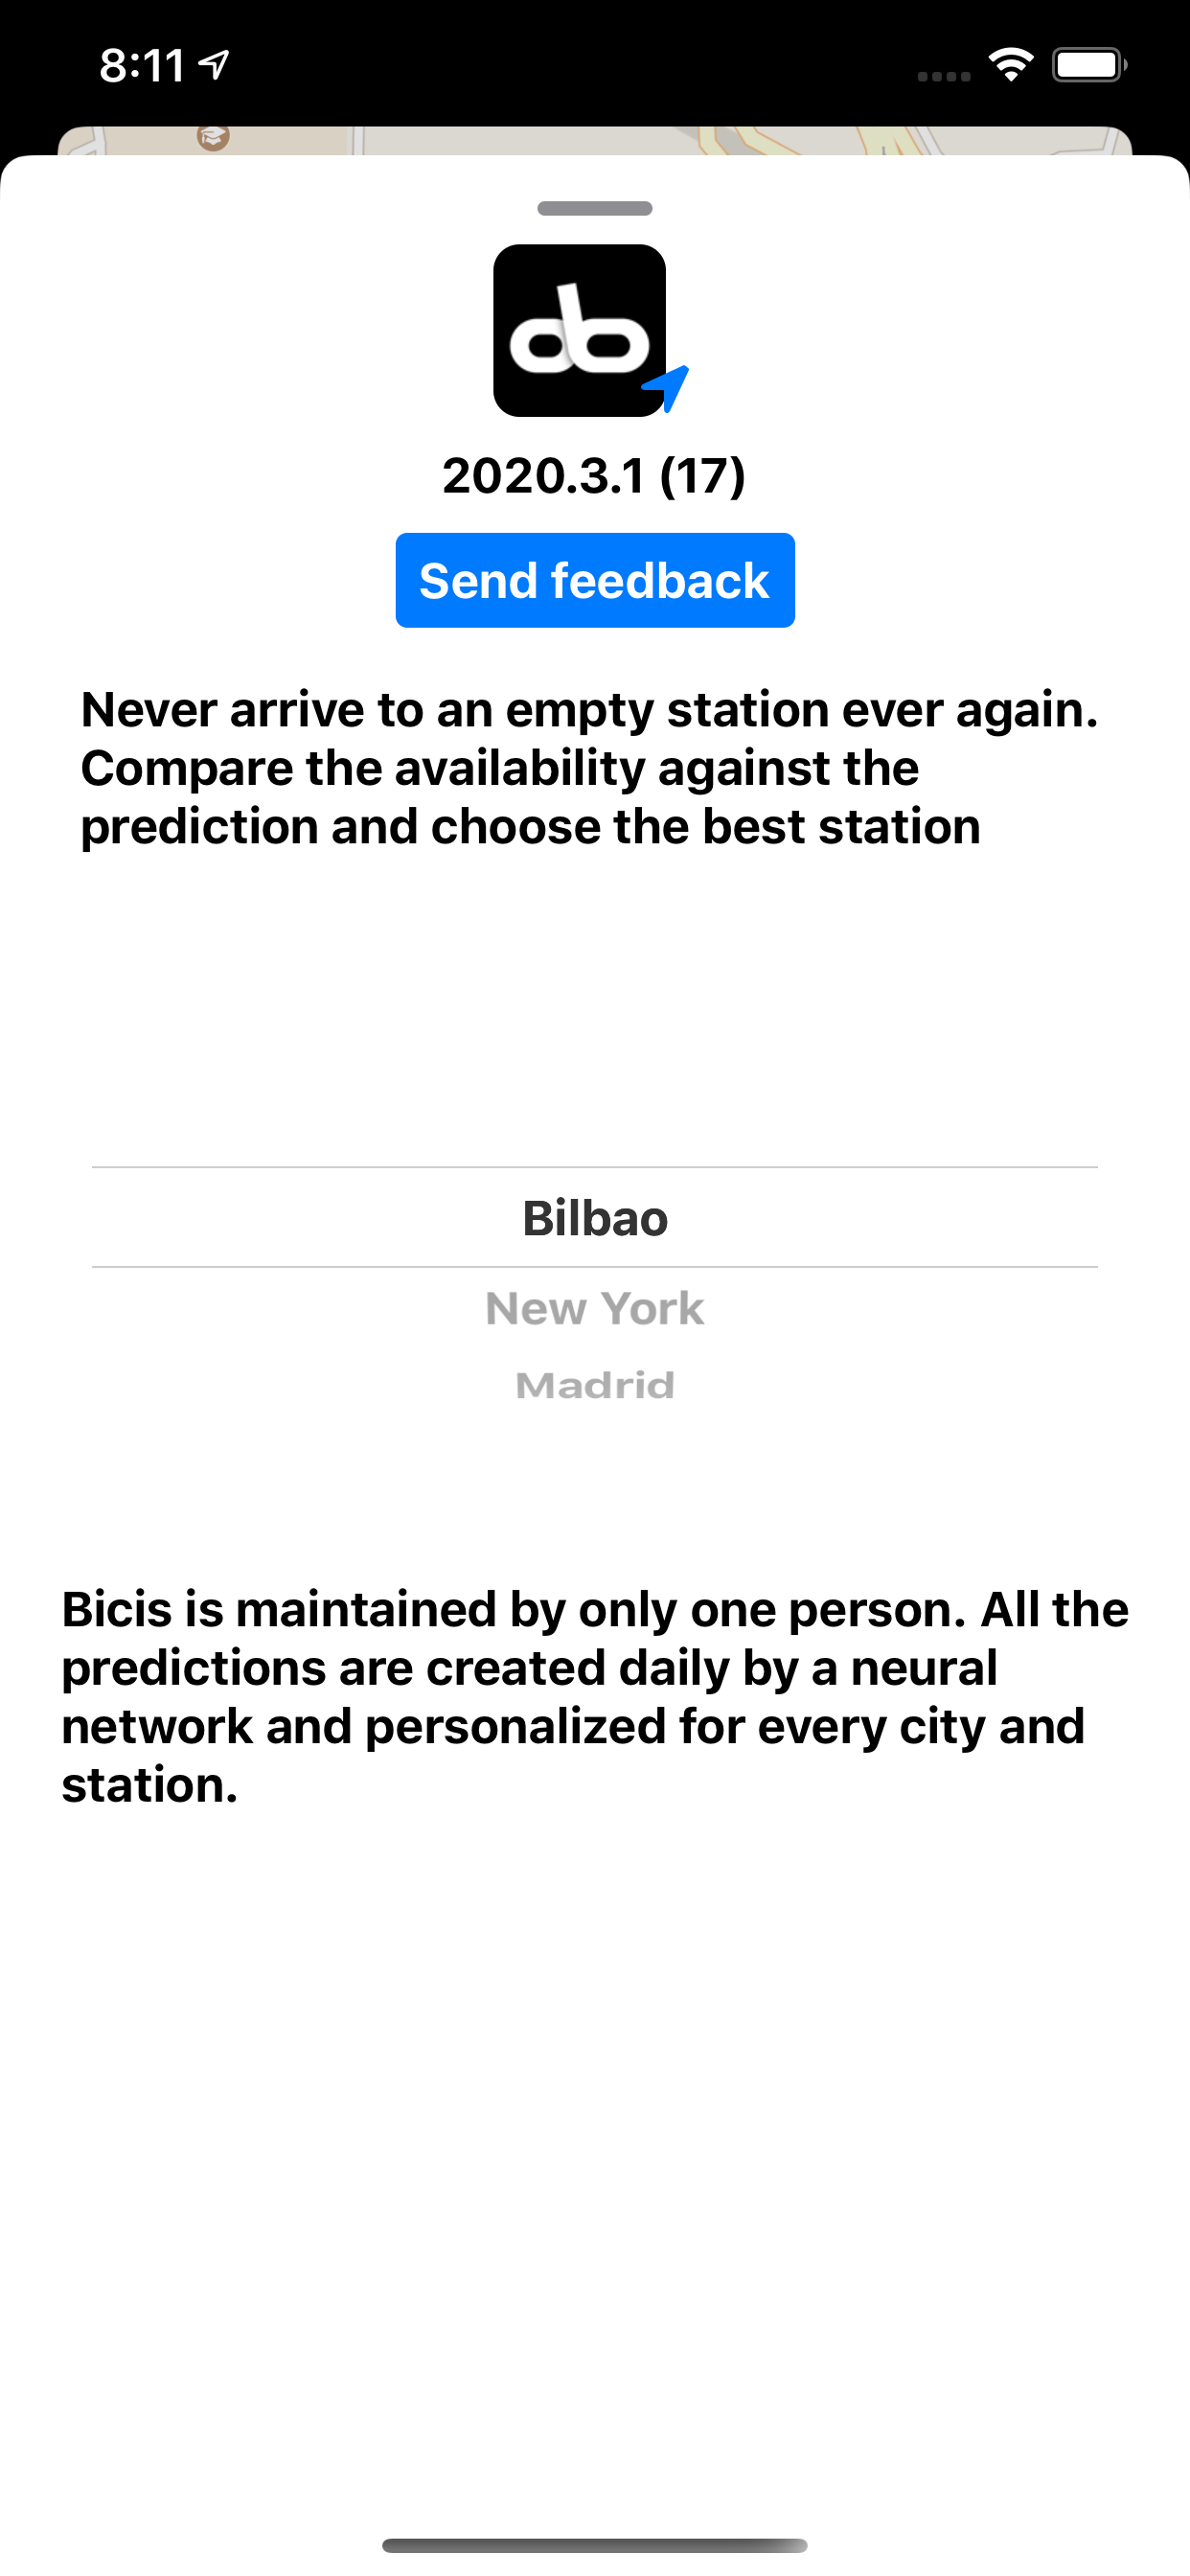 8:11
2020.3.1 (17)
Send feedback
Never arrive to an empty station ever again.
Compare the availability against the
prediction and choose the best station
Bilbao
New York
Madrid
Bicis is maintained by only one person. All the
predictions are created daily by a neural
network and personalized for every city and
station.